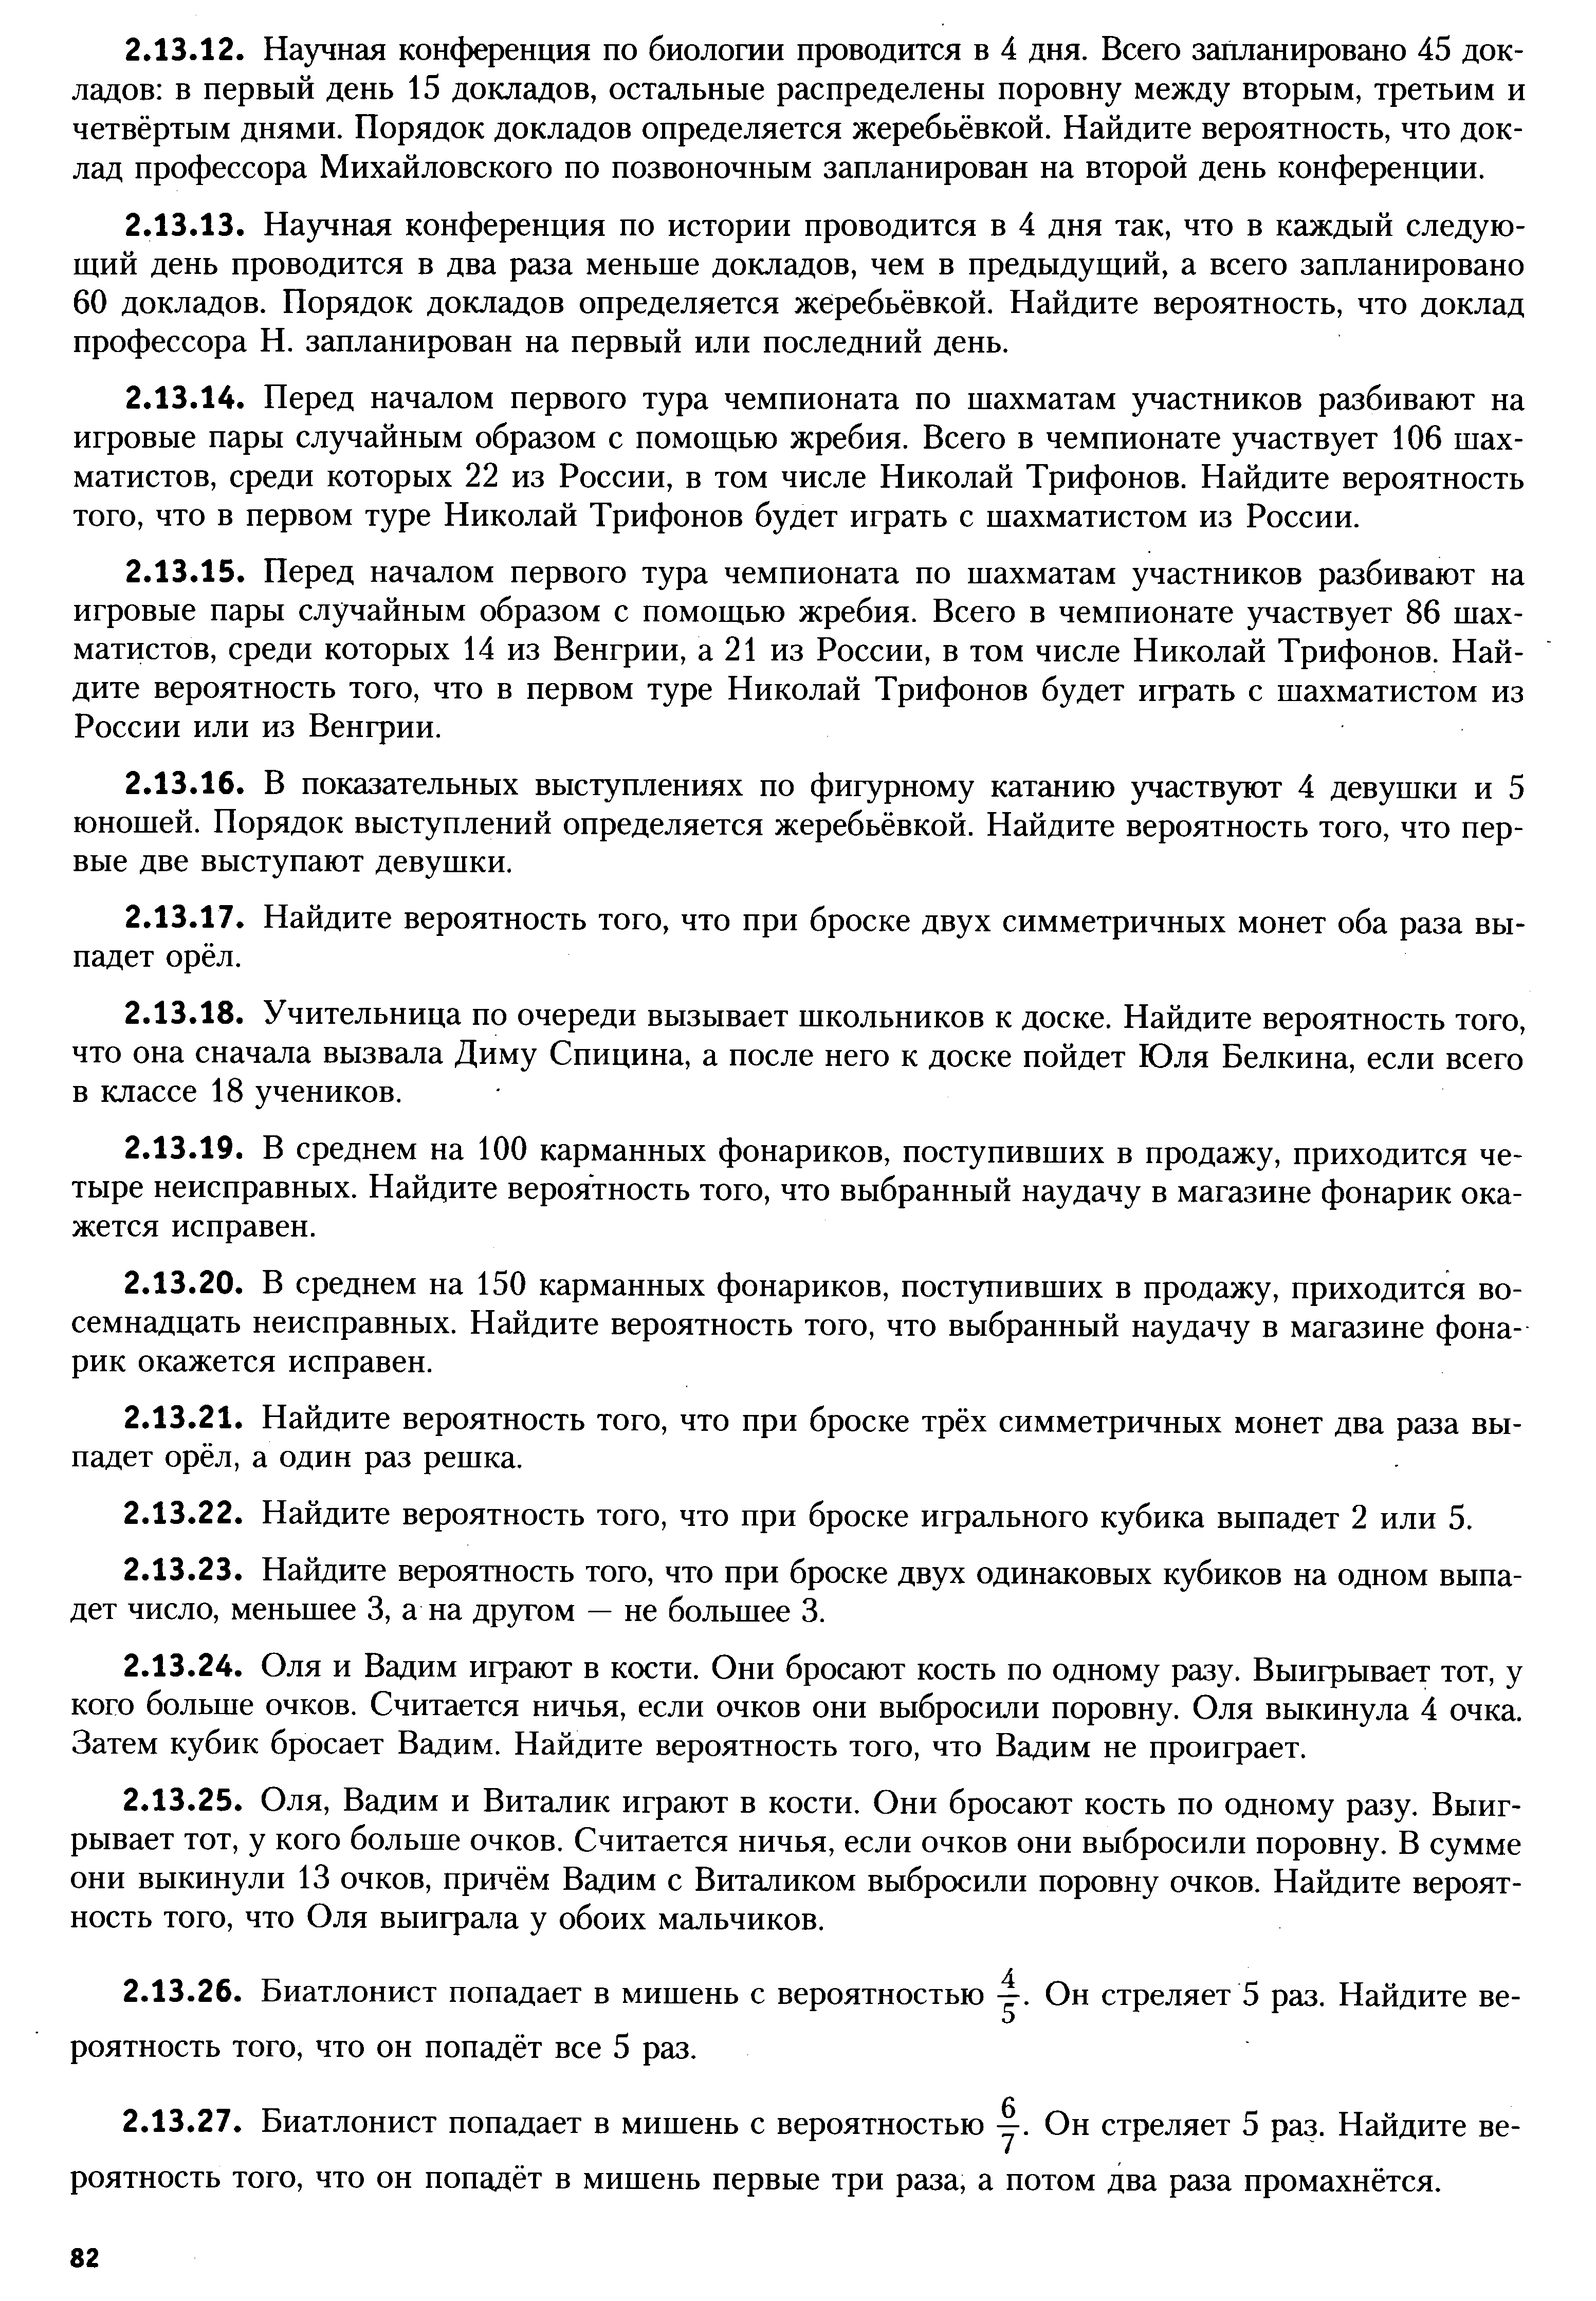 2.13.12. Научная конференция по биологии проводится в 4 дня. Всего запланировано 45 док-
ладов: в первый день 15 докладов, остальные распределены поровну между вторым, третьим и
четвёртым днями. Порядок докладов определяется жеребьёвкой. Найдите вероятность, что док-
лад профессора Михайловского по позвоночным запланирован на второй день конференции.
2.13.13. Научная конференция по истории проводится в 4 дня так, что в каждый следую-
щий день проводится в два раза меньше докладов, чем в предыдущий, а всего запланировано
60 докладов. Порядок докладов определяется жеребьёвкой. Найдите вероятность, что доклад
профессора Н. запланирован на первый или последний день.
2.13.14. Перед началом первого тура чемпионата по шахматам участников разбивают на
игровые пары случайным образом с помощью жребия. Всего в чемпионате участвует 106 шах-
матистов, среди которых 22 из России, в том числе Николай Трифонов. Найдите вероятность
того, что в первом туре Николай Трифонов будет играть с шахматистом из России.
2.13.15. Перед началом первого тура чемпионата по шахматам участников разбивают на
игровые пары случайным образом с помощью жребия. Всего в чемпионате участвует 86 шах-
матистов, среди которых 14 из Венгрии, а 21 из России, в том числе Николай Трифонов. Най-
дите вероятность того, что в первом туре Николай Трифонов будет играть с шахматистом из
России или из Венгрии.
2.13.16. В показательных выступлениях по фигурному катанию участвуют 4 девушки и 5
юношей. Порядок выступлений определяется жеребьёвкой. Найдите вероятность того, что пер-
вые две выступают девушки.
2.13.17. Найдите вероятность того, что при броске двух симметричных монет оба раза вы-
падет орёл.
2.13.18. Учительница по очереди вызывает школьников к доске. Найдите вероятность того,
что она сначала вызвала Диму Спицина, а после него к доске пойдет Юля Белкина, если всего
в классе 18 учеников.
2.13.19. В среднем на 100 карманных фонариков, поступивших в продажу, приходится че-
тыре неисправных. Найдите вероятность того, что выбранный наудачу в магазине фонарик ока-
жется исправен.
2.13.20. В среднем на 150 карманных фонариков, поступивших в продажу, приходится во-
семнадцать неисправных. Найдите вероятность того, что выбранный наудачу в магазине фона-
рик окажется исправен.
2.13.21. Найдите вероятность того, что при броске трёх симметричных монет два раза вы-
падет орёл, а один раз решка.
2.13.22. Найдите вероятность того, что при броске игрального кубика выпадет 2 или 5.
2.13.23. Найдите вероятность того, что при броске двух одинаковых кубиков на одном выпа-
дет число, меньшее 3, а на другом — не большее 3.
2.13.24. Оля и Вадим играют в кости. Они бросают кость по одному разу. Выигрывает тот, у
кого больше очков. Считается ничья, если очков они выбросили поровну. Оля выкинула 4 очка.
Затем кубик бросает Вадим. Найдите вероятность того, что Вадим не проиграет.
2.13.25. Оля, Вадим и Виталик играют в кости. Они бросают кость по одному разу. Выиг-
рывает тот, у кого больше очков. Считается ничья, если очков они выбросили поровну. В сумме
они выкинули 13 очков, причём Вадим с Виталиком выбросили поровну очков. Найдите вероят-
ность того, что Оля выиграла у обоих мальчиков.
2.13.26. Биатлонист попадает в мишень с вероятностью 4/5. Он стреляет 5 раз. Найдите ве-
роятность того, что он попадёт все 5 раз.
2.13.27. Биатлонист попадает в мишень с вероятностью 6/7. Он стреляет 5 раз. Найдите ве-
роятность того, что он попадёт в мишень первые три раза, а потом два раза промахнётся.
82